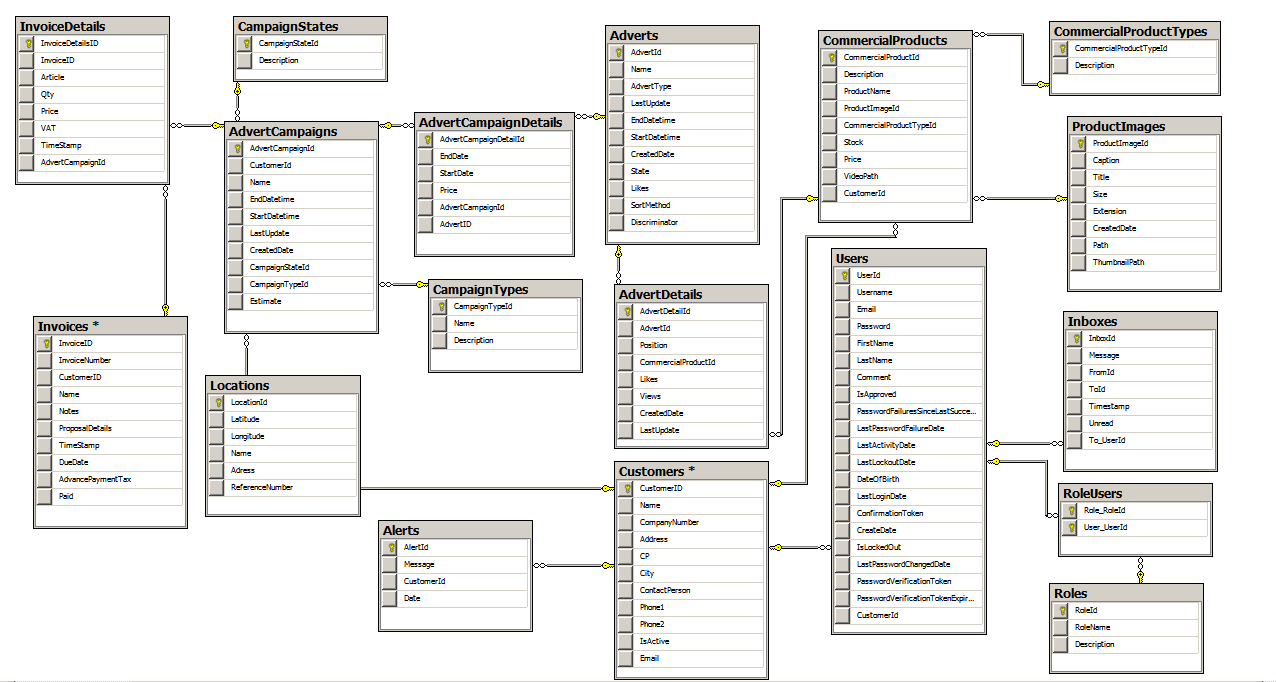 InvoiceDetails
InvoiceDetailsID
InvoiceID
Article
Qty
Price
VAT
TimeStamp
AdvertCampaignId
CampaignStates
CampaignStateId
Description
AdvertCampaigns
AdvertCampaignId
CustomerId
Name
EndDatetime
StartDatetime
LastUpdate
CreatedDate
CampaignStateId
CampaignTypeId
Estimate
AdvertCampaignDetails
AdvertCampaignDetailId
EndDate
StartDate
Price
AdvertCampaignId
AdvertID
Adverts
AdvertId
Name
AdvertType
LastUpdate
EndDatetime
StartDatetime
CreatedDate
State
Likes
SortMethod
Discriminator
CommercialProducts
CommercialProductId
Description
ProductName
ProductImageId
CommercialProductTypeId
Stock
Price
VideoPath
CustomerId
CommercialProductTypes
CommercialProductTypeId
Description
ProductImages
ProductImageId
Caption
Title
Size
Extension
CreatedDate
Path
ThumbnailPath
Invoices *
InvoiceID
InvoiceNumber
CustomerID
Name
Notes
ProposalDetails
TimeStamp
DueDate
AdvancePaymentTax
Paid
Locations
LocationId
Latitude
Longitude
Name
Adress
ReferenceNumber
CampaignTypes
CampaignTypeId
Name
Description
AdvertDetails
AdvertDetailId
AdvertId
Position
CommercialProductId
Likes
Views
CreatedDate
LastUpdate
Users
UserId
Username
Email
Password
FirstName
LastName
Comment
IsApproved
PasswordFailuresSinceLastSucce...
LastPasswordFailureDate
LastActivityDate
LastLockoutDate
DateOfBirth
LastLoginDate
ConfirmationToken
CreateDate
IsLockedOut
LastPasswordChangedDate
PasswordVerificationToken
PasswordVerificationTokenExpir...
CustomerId
Inboxes
InboxId
Message
FromId
ToId
Timestamp
Unread
To_UserId
Alerts
AlertId
Message
CustomerId
Date
Customers *
CustomerID
Name
CompanyNumber
Address
CP
City
ContactPerson
Phone1
Phone2
IsActive
Email
RoleUsers
Role_RoleId
User_UserId
Roles
RoleId
RoleName
Description